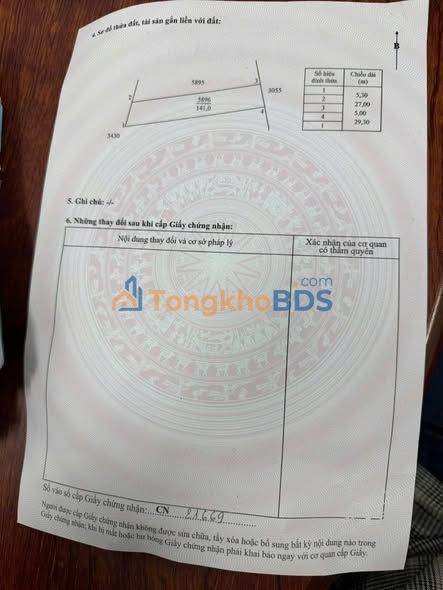 4. Sơ đồ thửa đất, tài sản gắn liền với đất:
B
5895
3
3055
2
5896
141,0
4
1
3430
Số hiệu đỉnh thửa
Chiều dài (m)
1
5,30
2
27,00
3
5,00
4
29,30
1
5. Ghi chú: -/-
6. Những thay đổi sau khi cấp Giấy chứng nhận:
Nội dung thay đổi và cơ sở pháp lý
Xác nhận của cơ quan
có thẩm quyền
TongkhoBDS
.com
Số vào sổ cấp Giấy chứng nhận:... CN 21669
Người được cấp Giấy chứng nhận không được sửa chữa, tẩy xóa hoặc bổ sung bất kỳ nội dung nào trong
Giấy chứng nhận; khi bị mất hoặc hư hỏng Giấy chứng nhận phải khai báo ngay với cơ quan cấp Giấy.